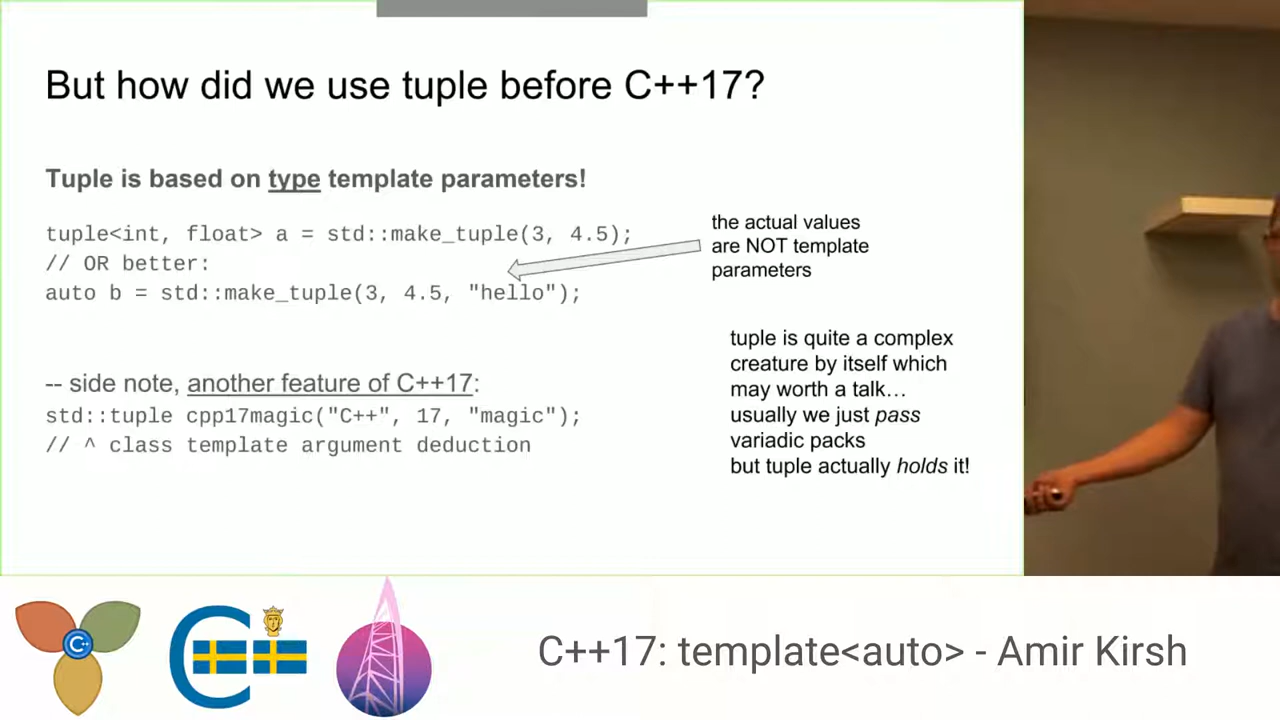 But how did we use tuple before C++17?
Tuple is based on type template parameters!
tuple<int, float> a = std::make_tuple(3, 4.5);
// OR better:
auto b = std::make_tuple(3, 4.5, "hello");
the actual values
are NOT template
parameters
-- side note, another feature of C++17:
std::tuple cpp17magic("C++", 17, "magic");
// ^ class template argument deduction
tuple is quite a complex
creature by itself which
may worth a talk…
usually we just pass
variadic packs
but tuple actually holds it!
C++
C++
C++17: template<auto> - Amir Kirsh